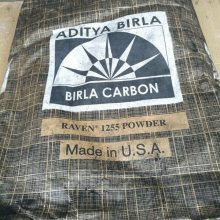 ADITYA BIRLA
BIRLA CARBON
RAVEN® 1255 POWDER
Made in U.S.A.